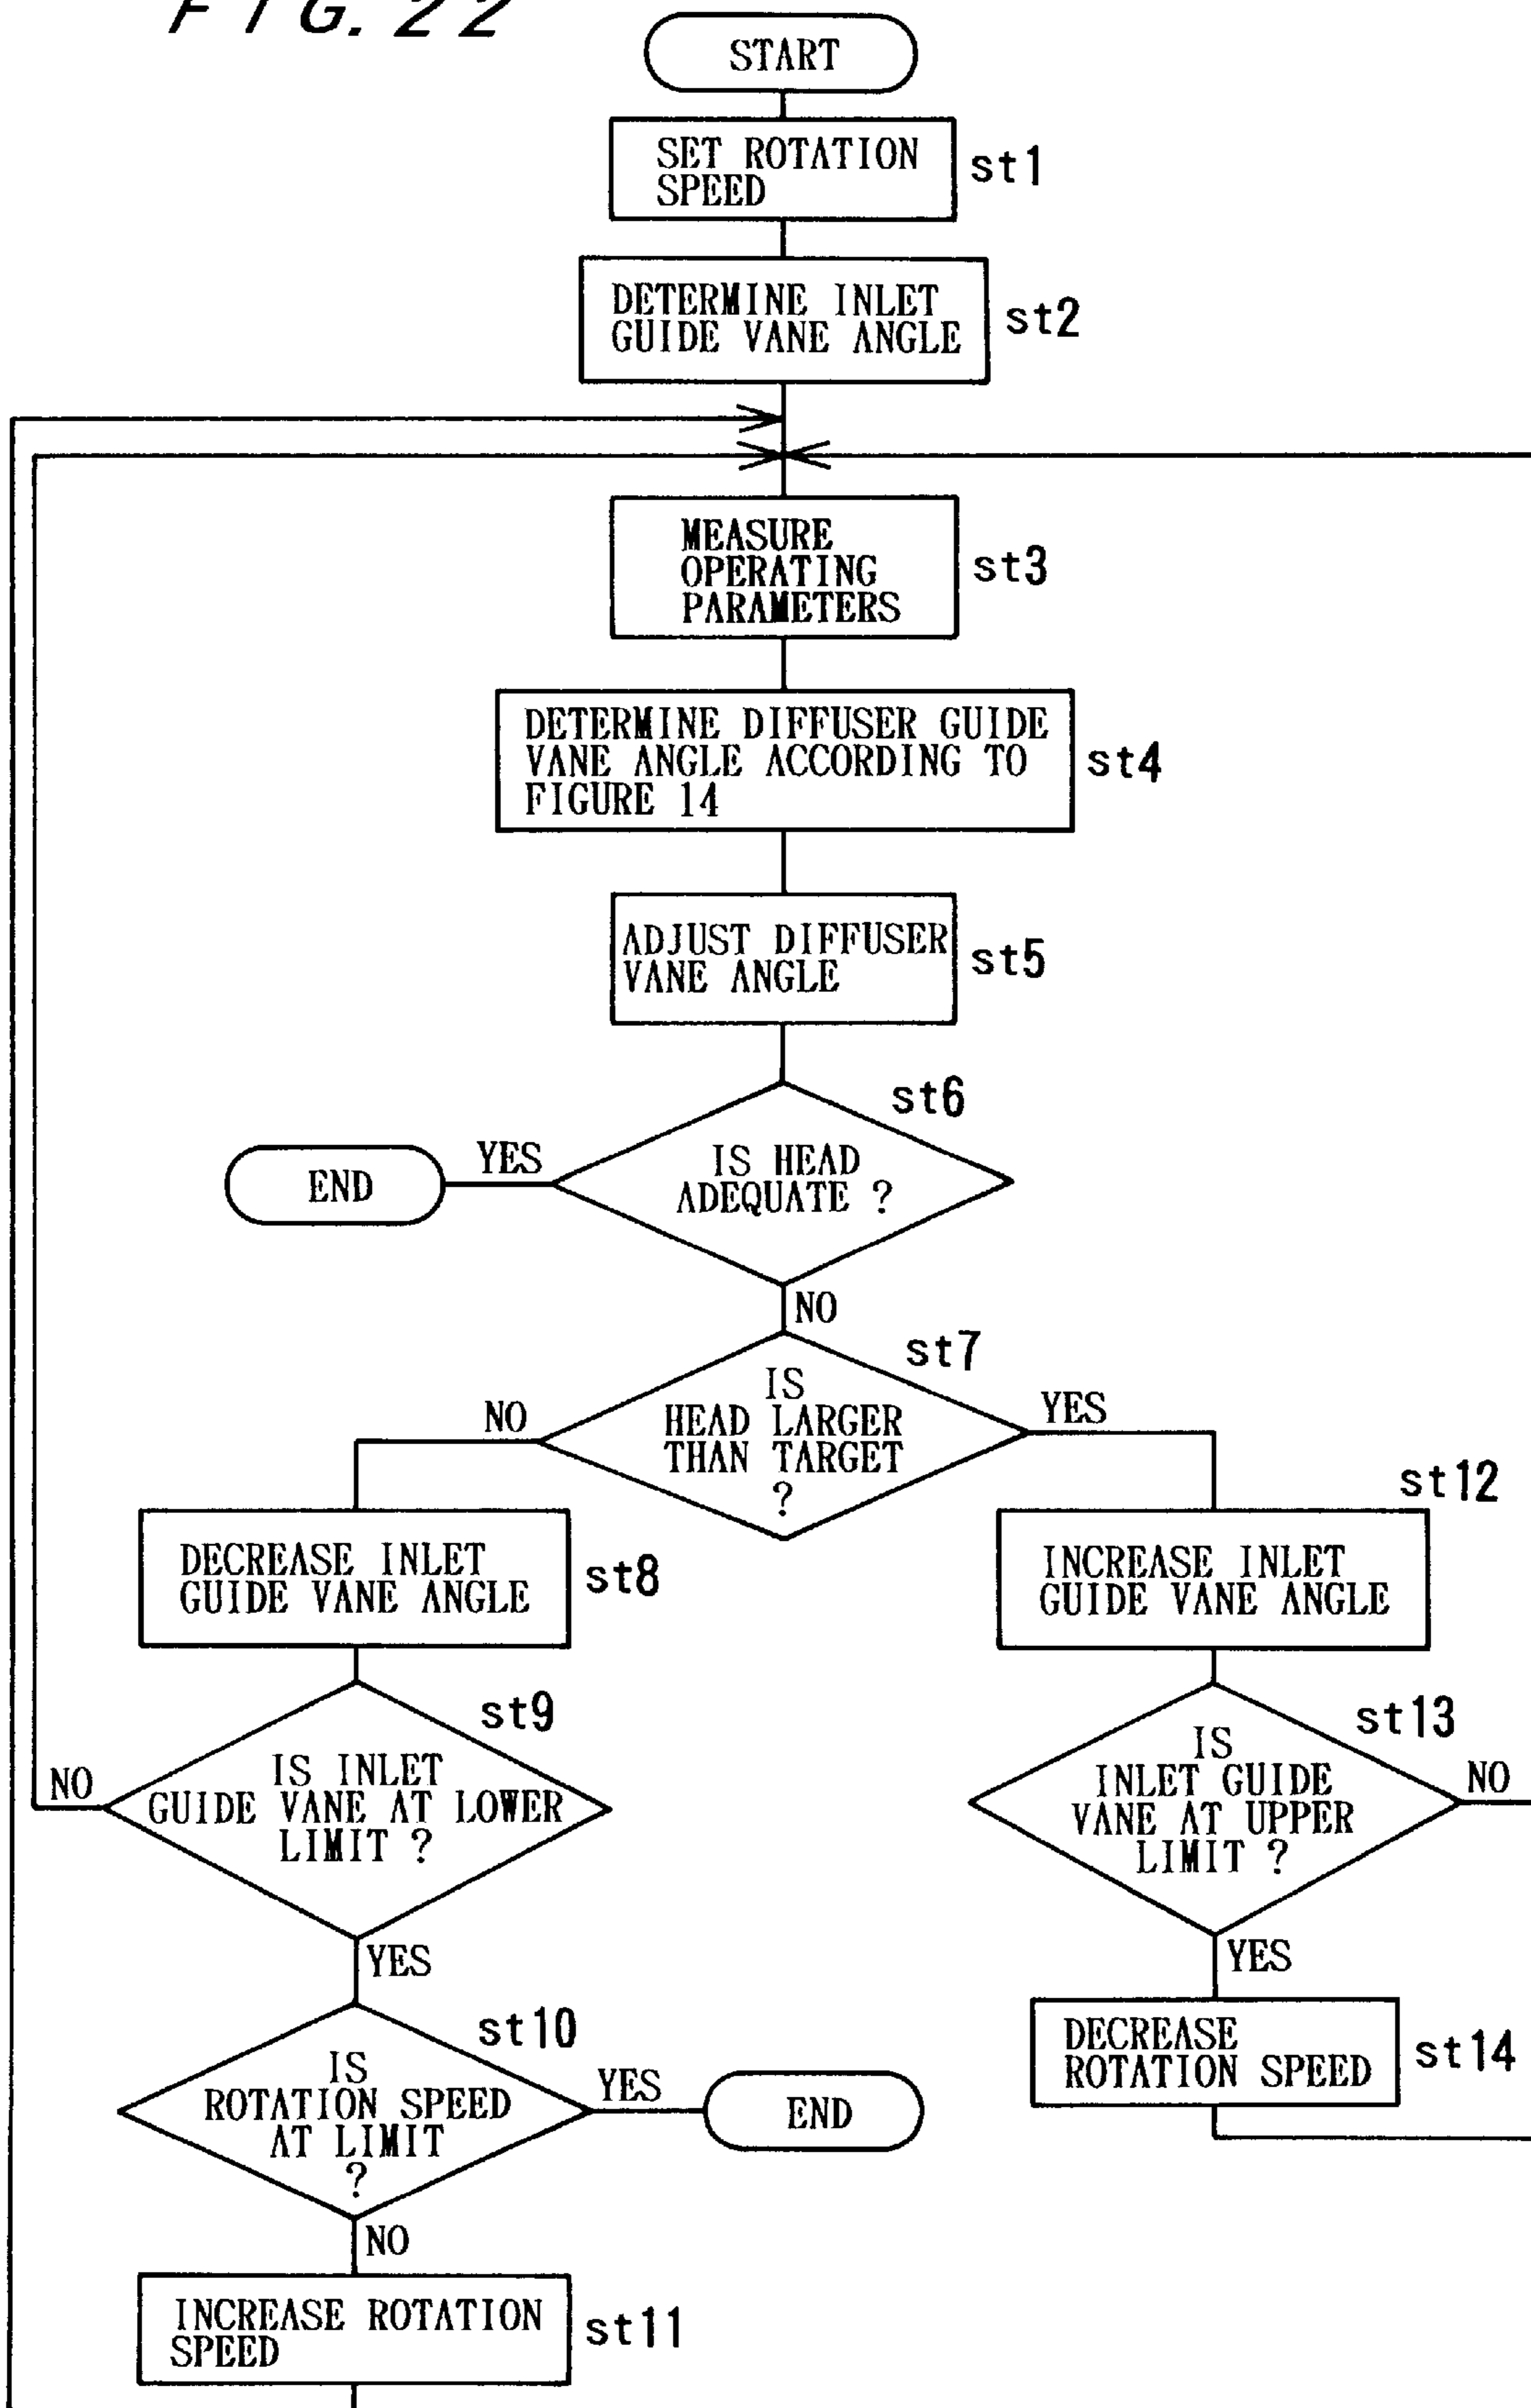 FIG. 22
START
SET ROTATION
SPEED
st1
DETERMINE INLET
GUIDE VANE ANGLE
st2
MEASURE
OPERATING
PARAMETERS
st3
DETERMINE DIFFUSER GUIDE
VANE ANGLE ACCORDING TO
FIGURE 14
st4
ADJUST DIFFUSER
VANE ANGLE
st5
st6
IS HEAD
ADEQUATE ?
YES
END
NO
st7
IS
HEAD LARGER
THAN TARGET
?
NO
YES
DECREASE INLET
GUIDE VANE ANGLE
st8
st12
INCREASE INLET
GUIDE VANE ANGLE
st9
IS INLET
GUIDE VANE AT LOWER
LIMIT ?
NO
YES
st13
IS
INLET GUIDE
VANE AT UPPER
LIMIT ?
NO
YES
st10
IS
ROTATION SPEED
AT LIMIT
?
YES
END
NO
DECREASE
ROTATION SPEED
st14
INCREASE ROTATION
SPEED
st11